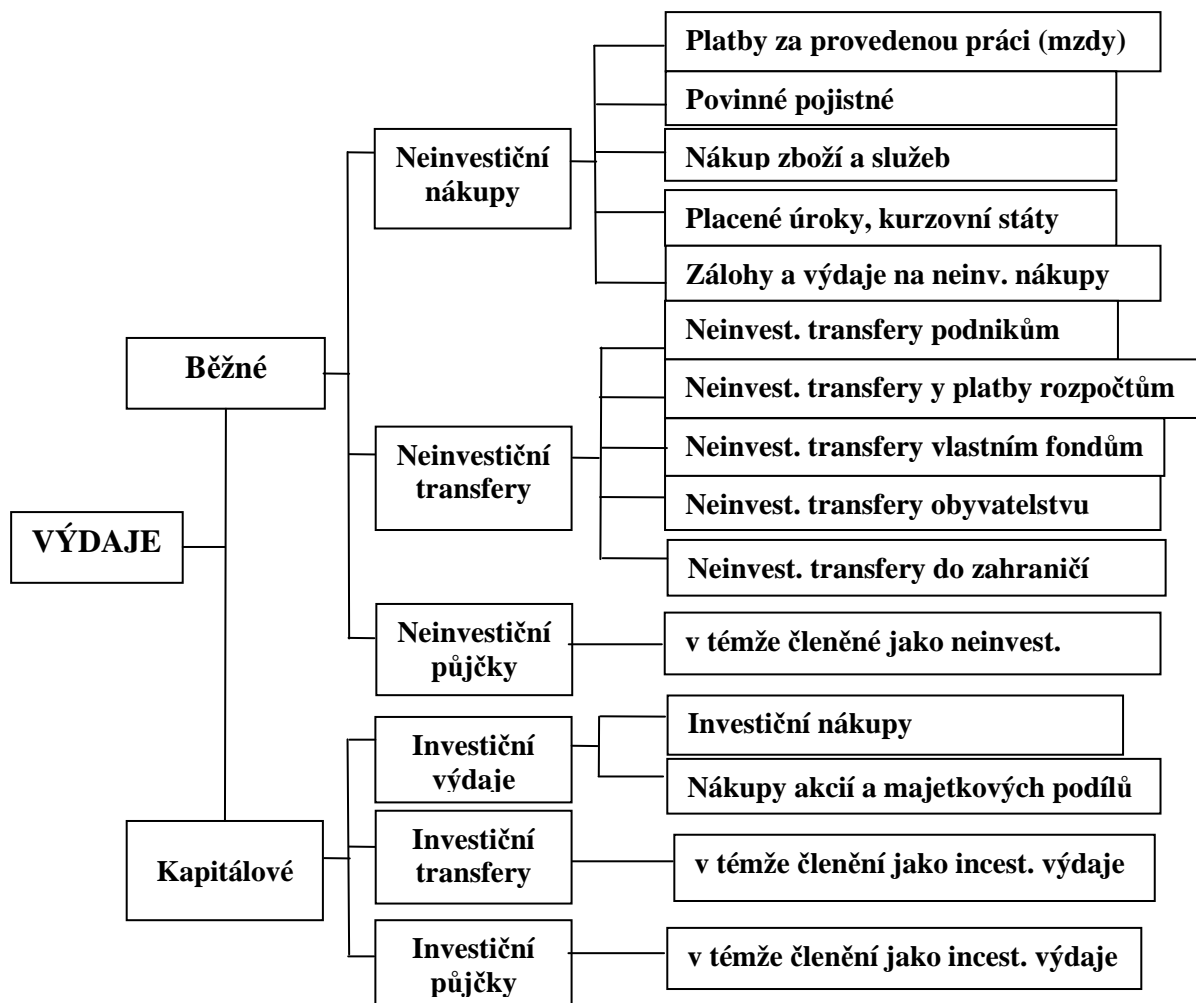 Platby za provedenou práci (mzdy)
Povinné pojistné
Neinvestiční
nákupy
Nákup zboží a služeb
Placené úroky, kurzovní státy
Zálohy a výdaje na neinv. nákupy
Neinvest. transfery podnikům
Běžné
Neinvest. transfery y platby rozpočtům
Neinvestiční
transfery
Neinvest. transfery vlastním fondům
Neinvest. transfery obyvatelstvu
VÝDAJE
Neinvest. transfery do zahraničí
Neinvestiční
půjčky
v témže členěné jako neinvest.
Investiční
výdaje
Investiční nákupy
Nákupy akcií a majetkových podílů
Kapitálové
Investiční
transfery
v témže členění jako incest. výdaje
Investiční
půjčky
v témže členění jako incest. výdaje